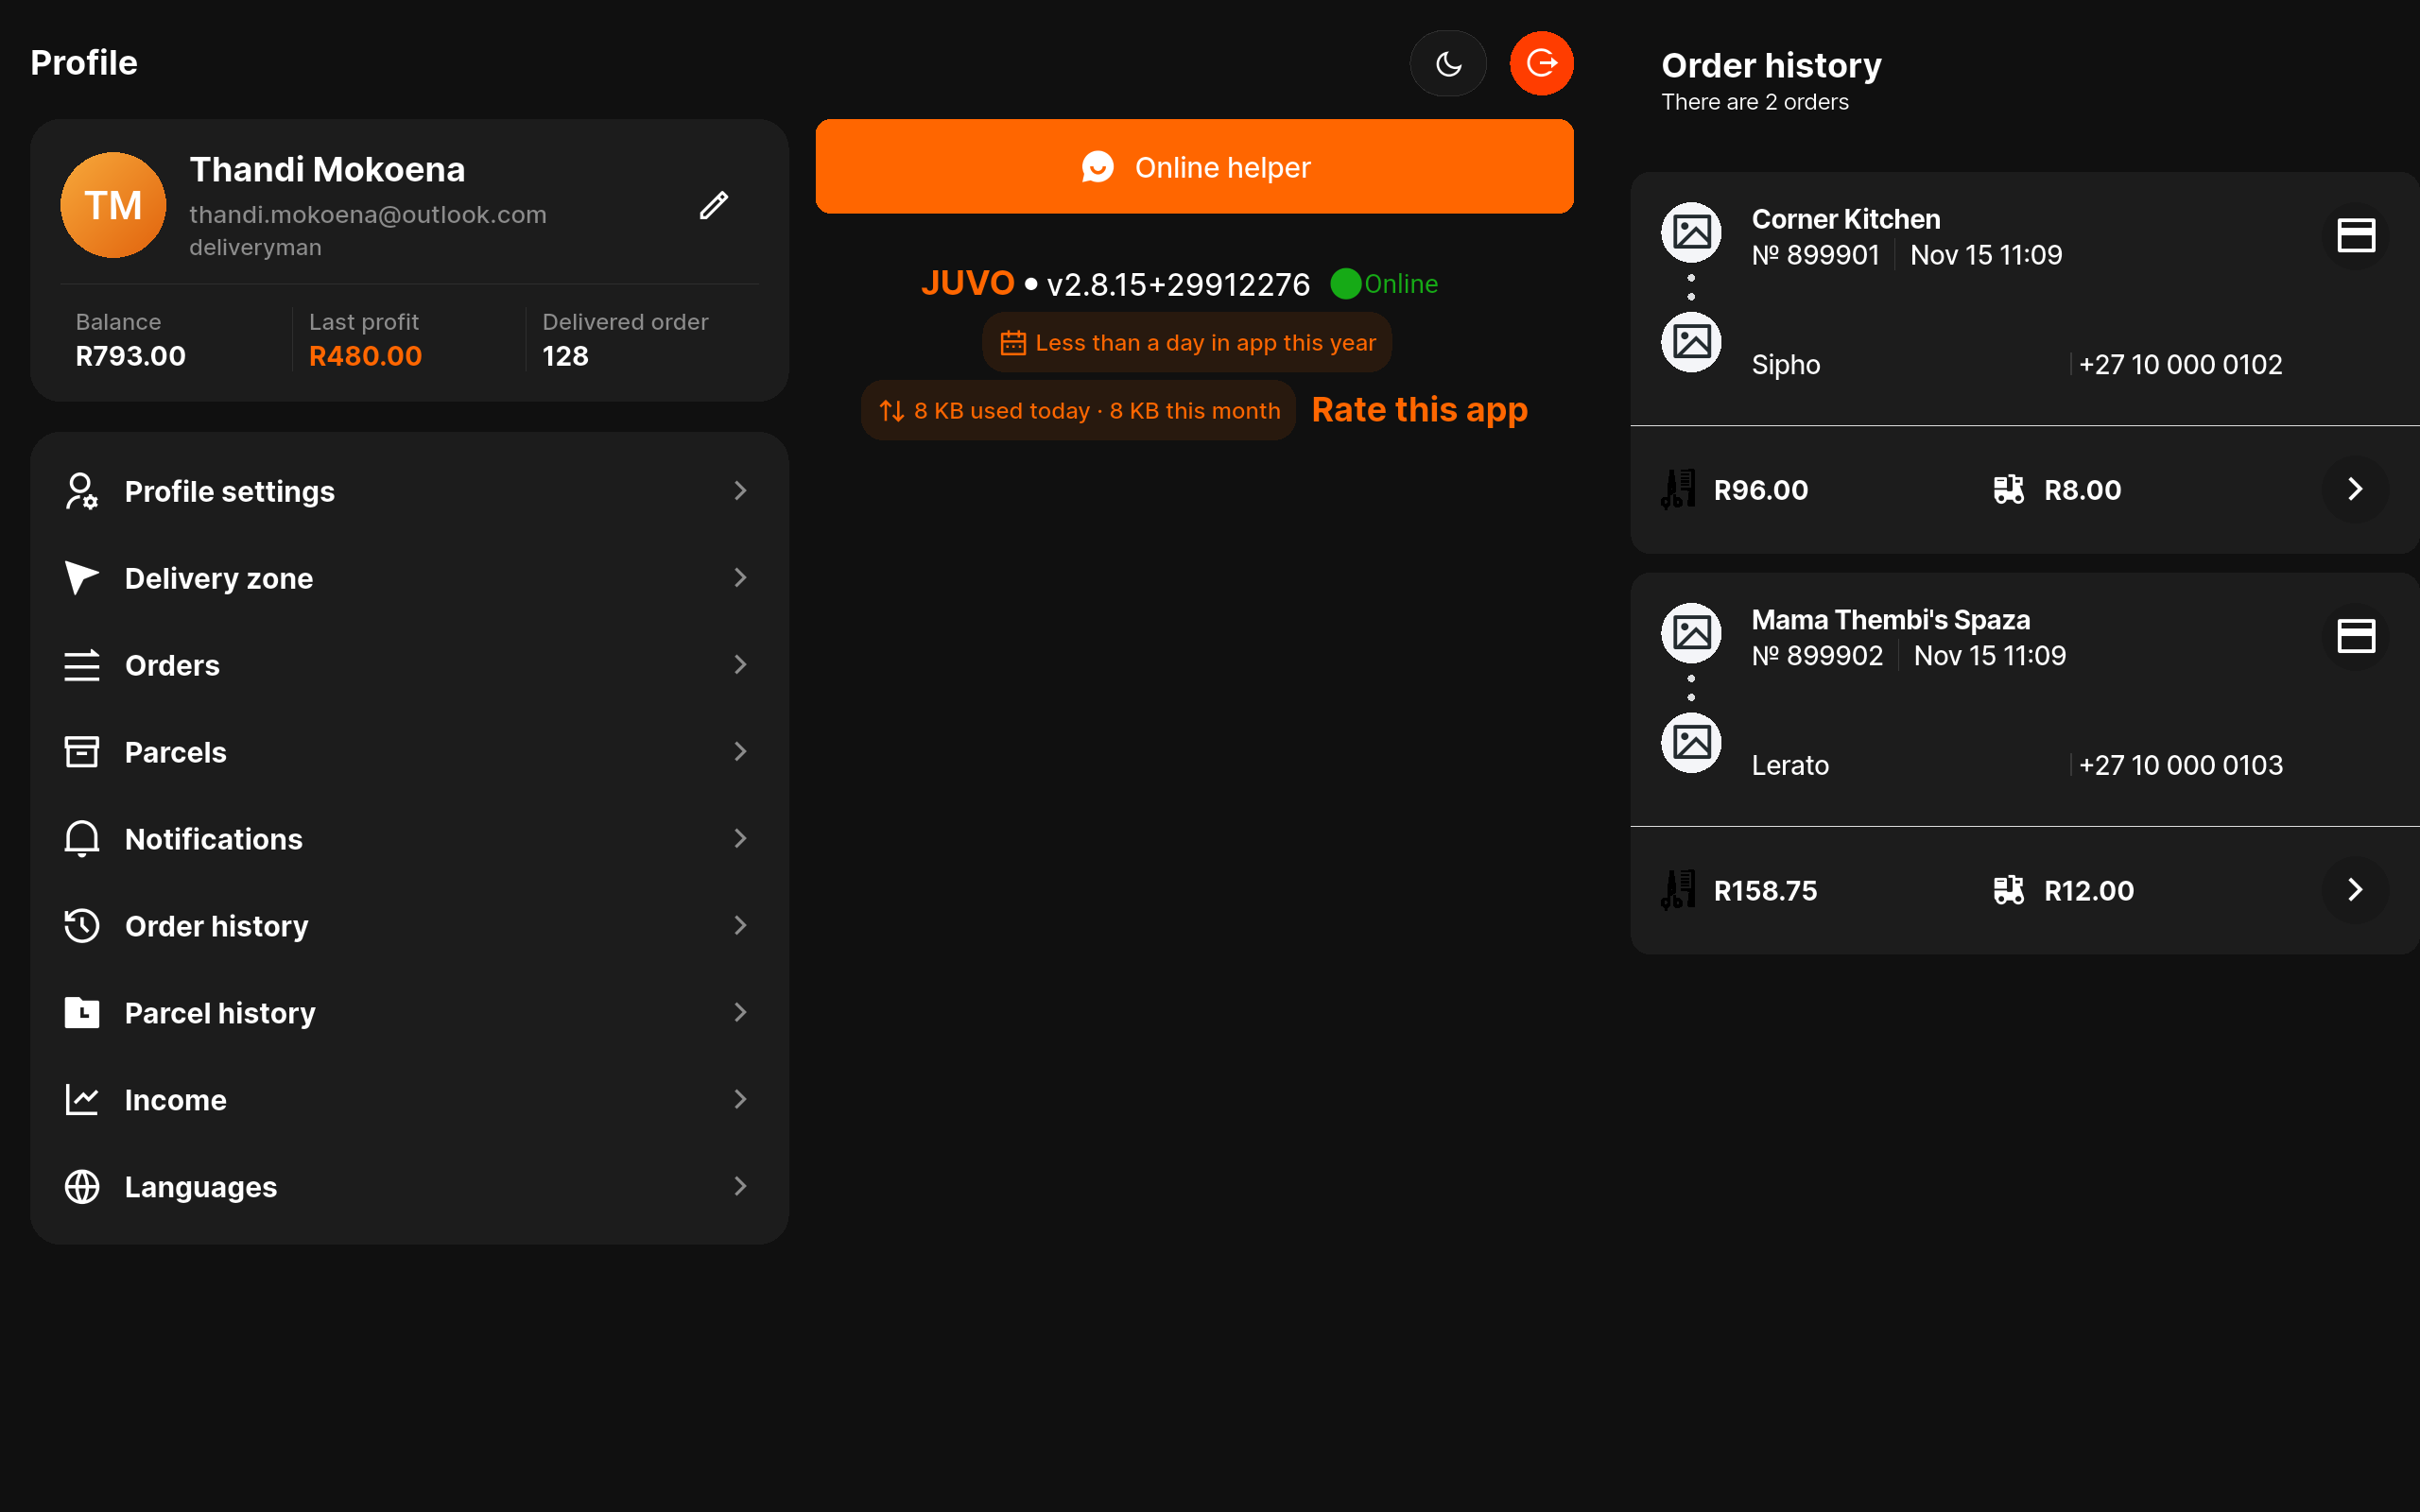 Profile
TM
Thandi Mokoena
thandi.mokoena@outlook.com
deliveryman
Balance
R793.00
Last profit
R480.00
Delivered order
128
Profile settings
Delivery zone
Orders
Parcels
Notifications
Order history
Parcel history
Income
Languages
Online helper
JUVO • v2.8.15+29912276 Online
Less than a day in app this year
8 KB used today · 8 KB this month
Rate this app
Order history
There are 2 orders
Corner Kitchen
№ 899901 Nov 15 11:09
Sipho +27 10 000 0102
R96.00 R8.00
Mama Thembi's Spaza
№ 899902 Nov 15 11:09
Lerato +27 10 000 0103
R158.75 R12.00